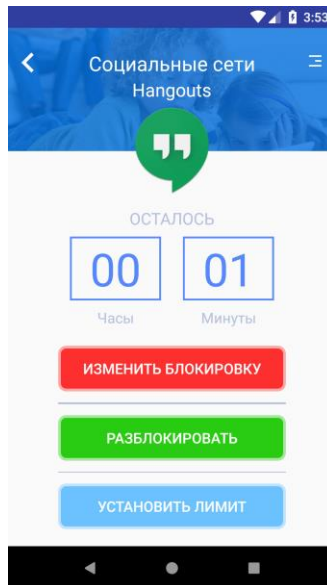 3:53
Социальные сети
Hangouts
ОСТАЛОСЬ
00 01
Часы Минуты
ИЗМЕНИТЬ БЛОКИРОВКУ
РАЗБЛОКИРОВАТЬ
УСТАНОВИТЬ ЛИМИТ